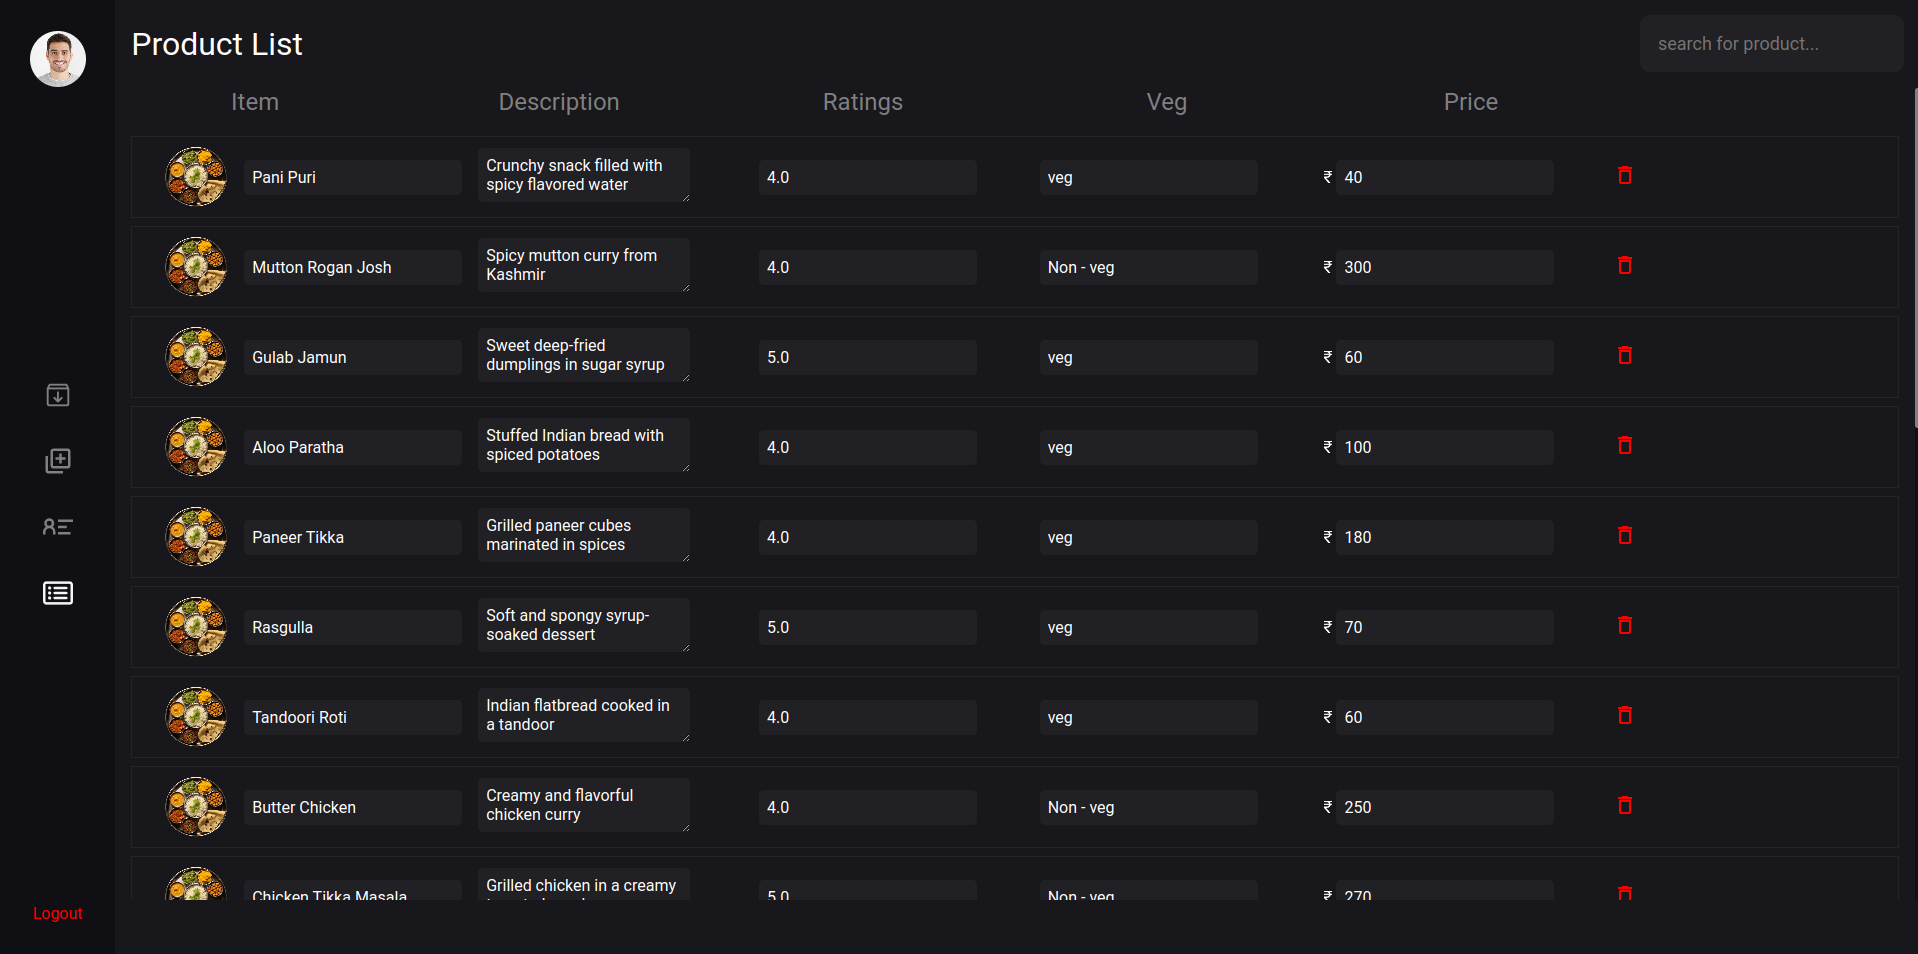 Product List
search for product...
Item Description Ratings Veg Price
Pani Puri
Crunchy snack filled with
spicy flavored water
4.0
veg
₹ 40
Mutton Rogan Josh
Spicy mutton curry from
Kashmir
4.0
Non - veg
₹ 300
Gulab Jamun
Sweet deep-fried
dumplings in sugar syrup
5.0
veg
₹ 60
Aloo Paratha
Stuffed Indian bread with
spiced potatoes
4.0
veg
₹ 100
Paneer Tikka
Grilled paneer cubes
marinated in spices
4.0
veg
₹ 180
Rasgulla
Soft and spongy syrup-
soaked dessert
5.0
veg
₹ 70
Tandoori Roti
Indian flatbread cooked in
a tandoor
4.0
veg
₹ 60
Butter Chicken
Creamy and flavorful
chicken curry
4.0
Non - veg
₹ 250
Chicken Tikka Masala
Grilled chicken in a creamy
5.0
Non - veg
₹ 270
Logout